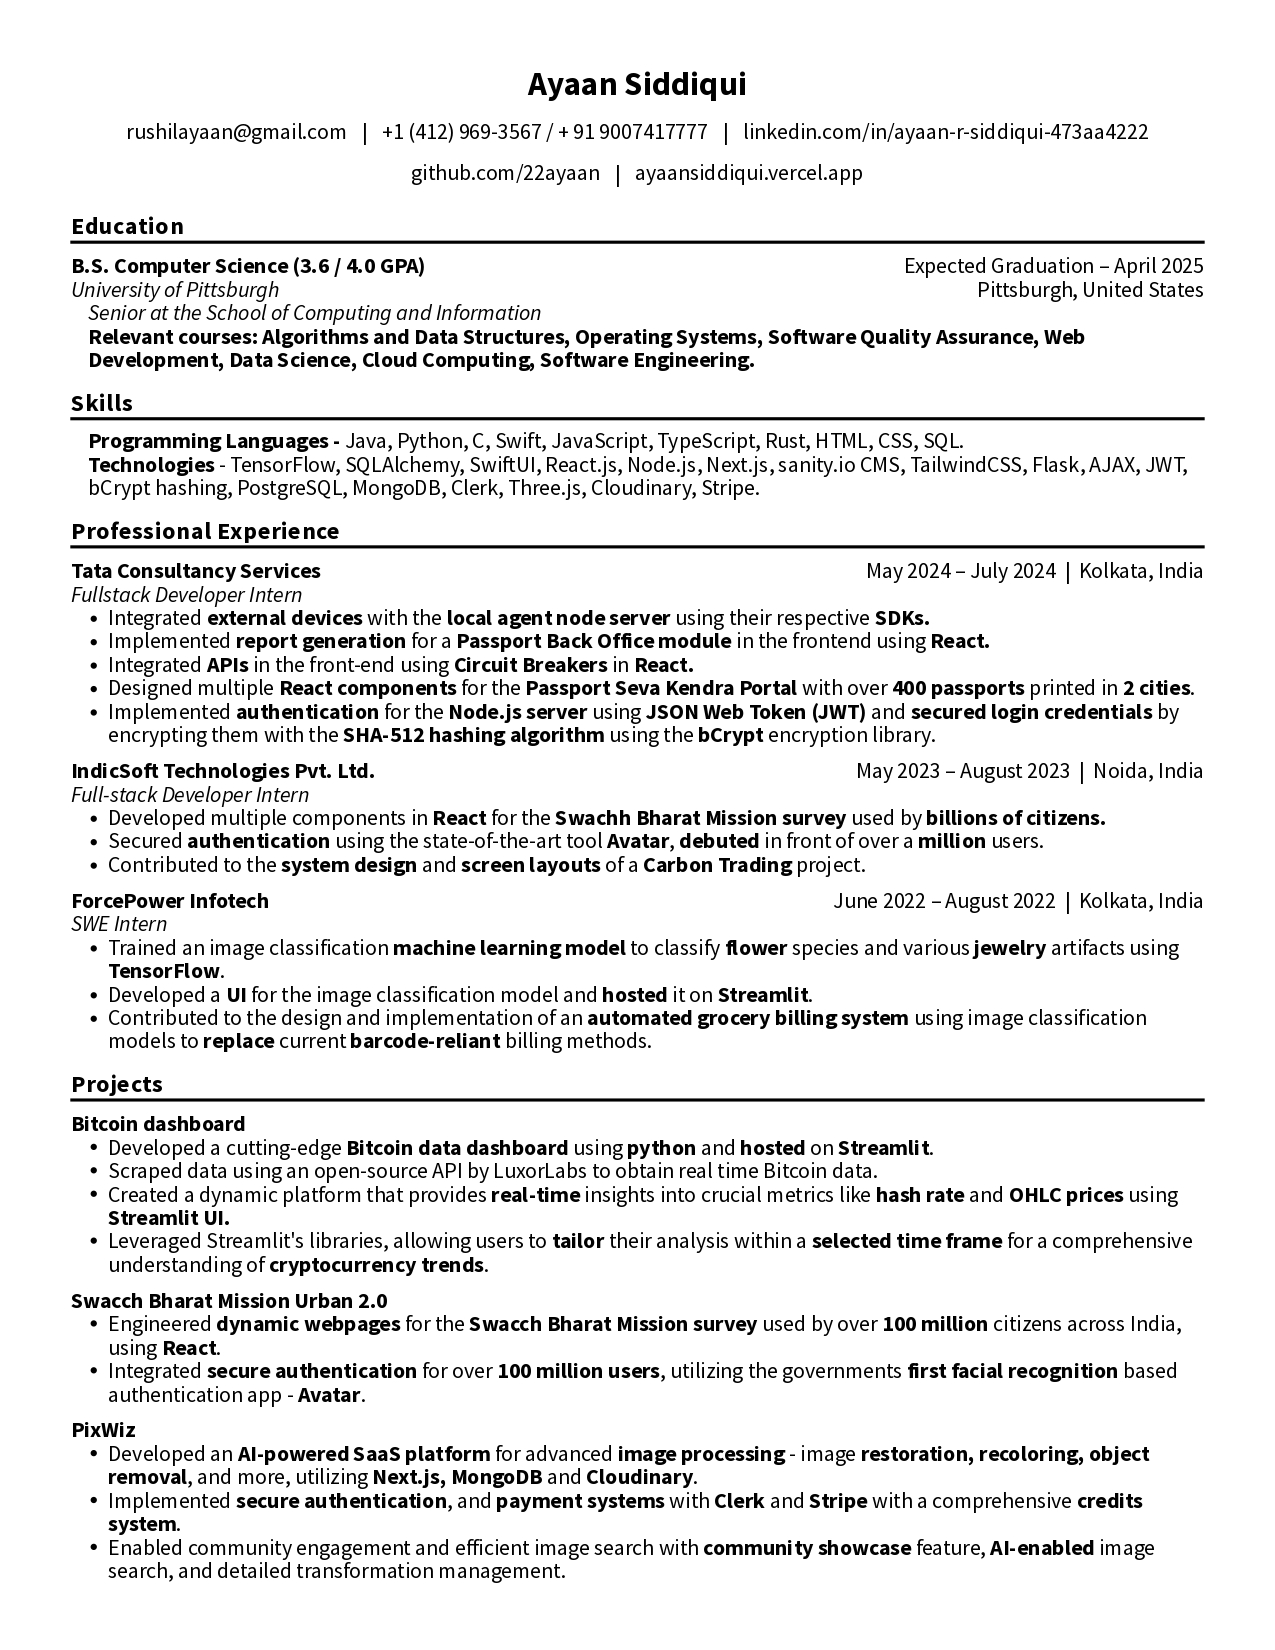 Ayaan Siddiqui
rushilayaan@gmail.com | +1 (412) 969-3567 / + 91 9007417777 | linkedin.com/in/ayaan-r-siddiqui-473aa4222
github.com/22ayaan | ayaansiddiqui.vercel.app
Education
B.S. Computer Science (3.6 / 4.0 GPA) Expected Graduation – April 2025
University of Pittsburgh Pittsburgh, United States
Senior at the School of Computing and Information
Relevant courses: Algorithms and Data Structures, Operating Systems, Software Quality Assurance, Web
Development, Data Science, Cloud Computing, Software Engineering.
Skills
Programming Languages - Java, Python, C, Swift, JavaScript, TypeScript, Rust, HTML, CSS, SQL.
Technologies - TensorFlow, SQLAlchemy, SwiftUI, React.js, Node.js, Next.js, sanity.io CMS, TailwindCSS, Flask, AJAX, JWT,
bCrypt hashing, PostgreSQL, MongoDB, Clerk, Three.js, Cloudinary, Stripe.
Professional Experience
Tata Consultancy Services May 2024 – July 2024 | Kolkata, India
Fullstack Developer Intern
• Integrated external devices with the local agent node server using their respective SDKs.
• Implemented report generation for a Passport Back Office module in the frontend using React.
• Integrated APIs in the front-end using Circuit Breakers in React.
• Designed multiple React components for the Passport Seva Kendra Portal with over 400 passports printed in 2 cities.
• Implemented authentication for the Node.js server using JSON Web Token (JWT) and secured login credentials by
encrypting them with the SHA-512 hashing algorithm using the bCrypt encryption library.
IndicSoft Technologies Pvt. Ltd. May 2023 – August 2023 | Noida, India
Full-stack Developer Intern
• Developed multiple components in React for the Swachh Bharat Mission survey used by billions of citizens.
• Secured authentication using the state-of-the-art tool Avatar, debuted in front of over a million users.
• Contributed to the system design and screen layouts of a Carbon Trading project.
ForcePower Infotech June 2022 – August 2022 | Kolkata, India
SWE Intern
• Trained an image classification machine learning model to classify flower species and various jewelry artifacts using
TensorFlow.
• Developed a UI for the image classification model and hosted it on Streamlit.
• Contributed to the design and implementation of an automated grocery billing system using image classification
models to replace current barcode-reliant billing methods.
Projects
Bitcoin dashboard
• Developed a cutting-edge Bitcoin data dashboard using python and hosted on Streamlit.
• Scraped data using an open-source API by LuxorLabs to obtain real time Bitcoin data.
• Created a dynamic platform that provides real-time insights into crucial metrics like hash rate and OHLC prices using
Streamlit UI.
• Leveraged Streamlit's libraries, allowing users to tailor their analysis within a selected time frame for a comprehensive
understanding of cryptocurrency trends.
Swacch Bharat Mission Urban 2.0
• Engineered dynamic webpages for the Swacch Bharat Mission survey used by over 100 million citizens across India,
using React.
• Integrated secure authentication for over 100 million users, utilizing the governments first facial recognition based
authentication app - Avatar.
PixWiz
• Developed an AI-powered SaaS platform for advanced image processing - image restoration, recoloring, object
removal, and more, utilizing Next.js, MongoDB and Cloudinary.
• Implemented secure authentication, and payment systems with Clerk and Stripe with a comprehensive credits
system.
• Enabled community engagement and efficient image search with community showcase feature, AI-enabled image
search, and detailed transformation management.